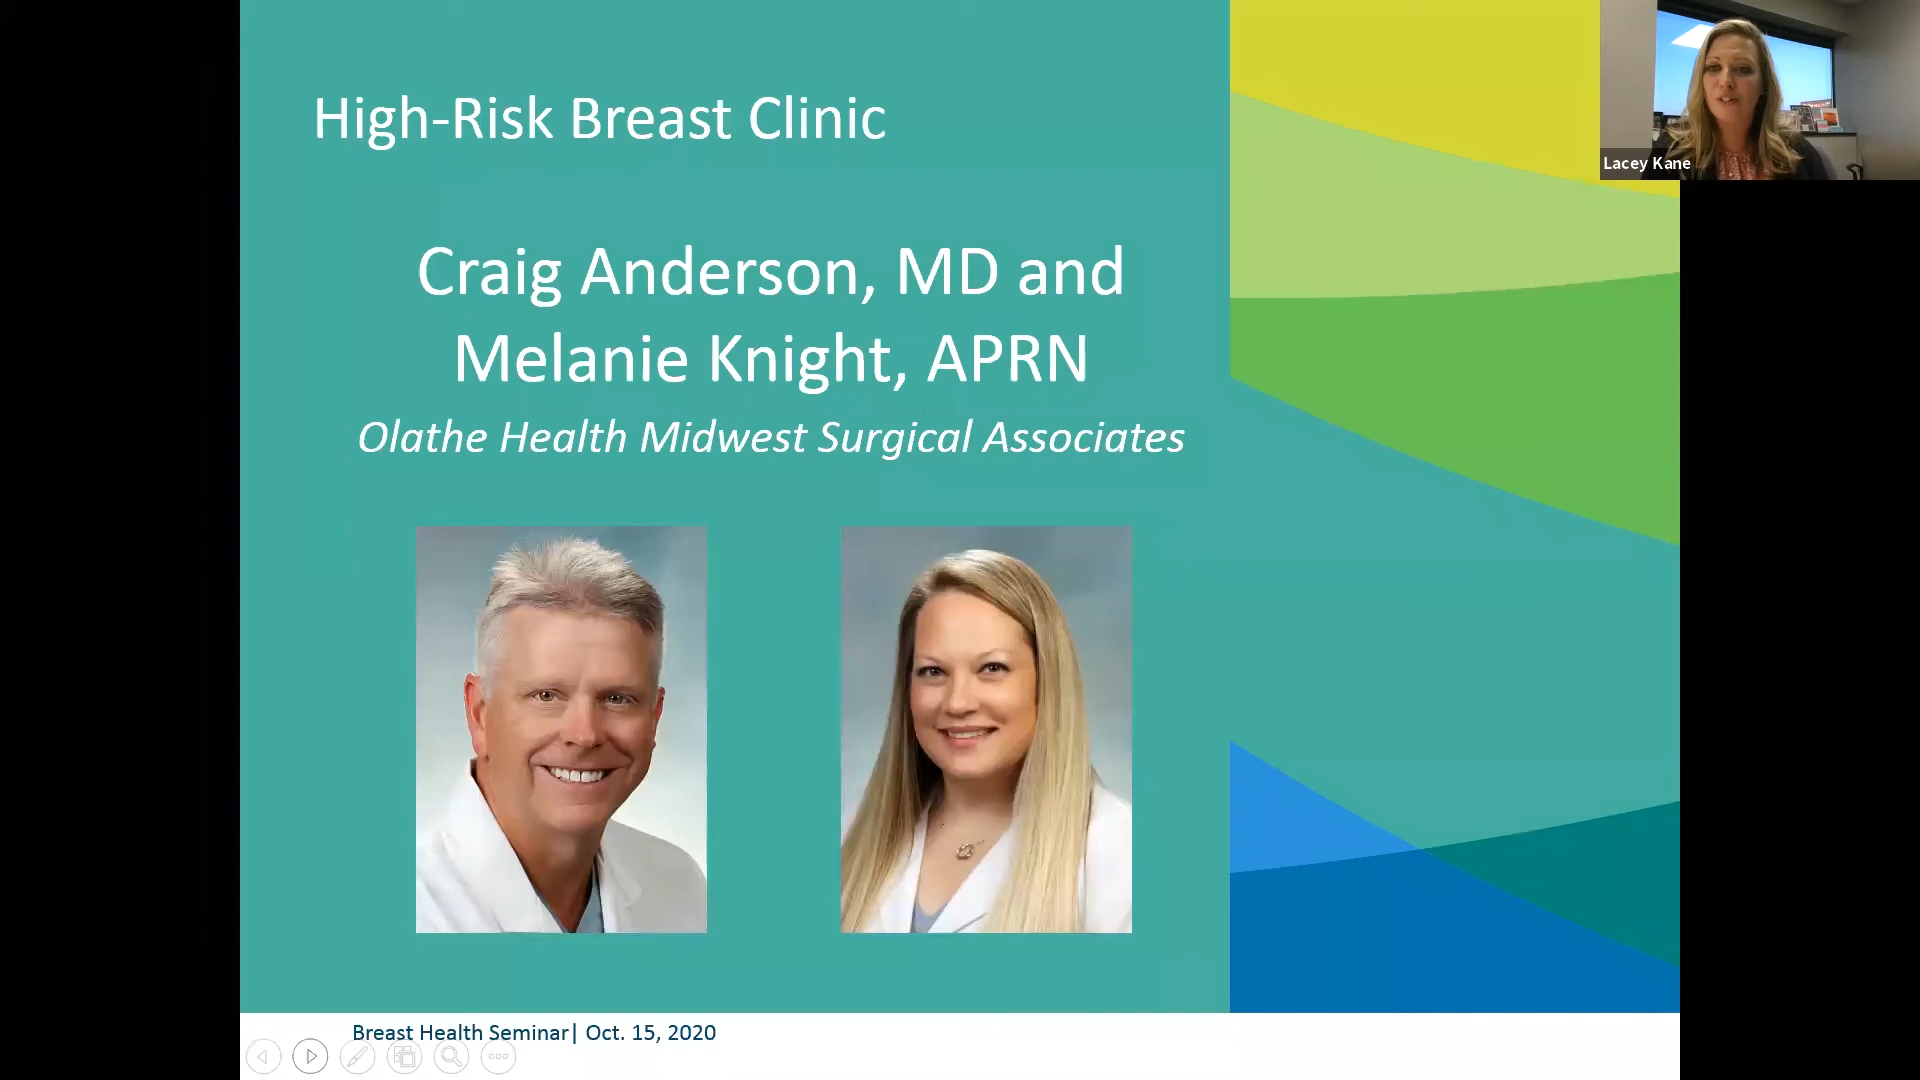 High-Risk Breast Clinic
Craig Anderson, MD and
Melanie Knight, APRN
Olathe Health Midwest Surgical Associates
Lacey Kane
Breast Health Seminar| Oct. 15, 2020